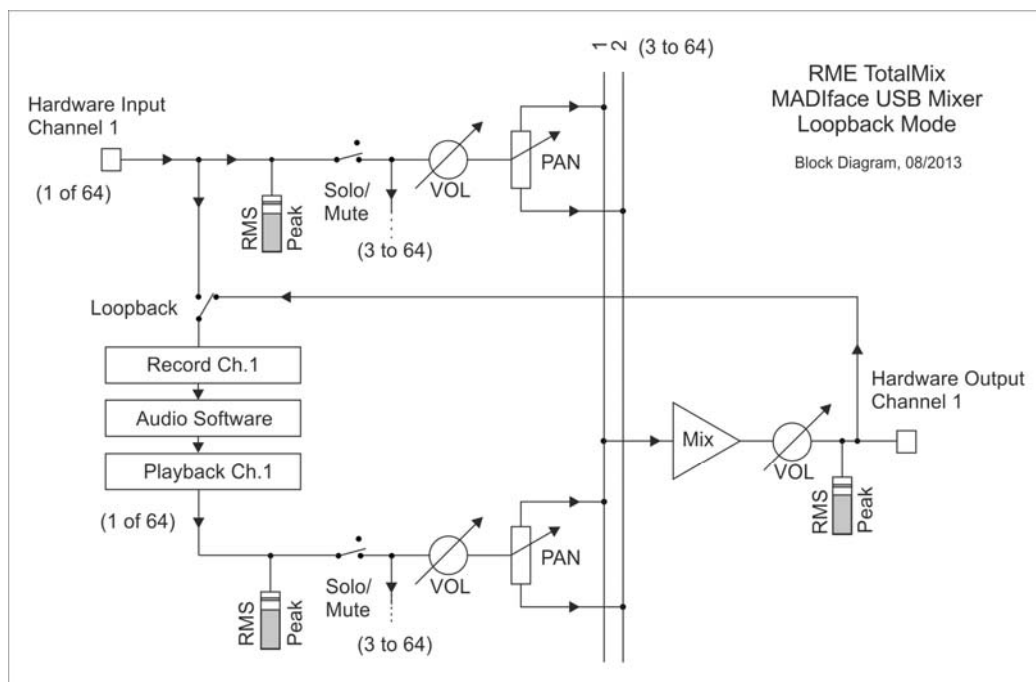 1
2
(3 to 64)
RME TotalMix
MADIface USB Mixer
Loopback Mode
Block Diagram, 08/2013
Hardware Input
Channel 1
(1 of 64)
RMS
Peak
Solo/
Mute
(3 to 64)
VOL
PAN
Loopback
Record Ch.1
Audio Software
Playback Ch.1
(1 of 64)
Mix
VOL
Hardware Output
Channel 1
RMS
Peak
RMS
Peak
Solo/
Mute
(3 to 64)
VOL
PAN